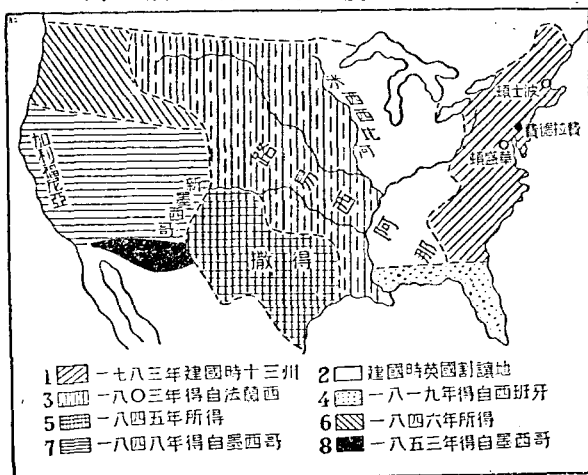 波士頓
費拉德費
華盛頓
米西西比河
加利福尼亞
新墨西哥
路易西阿那
得撒
1 一七八三年建國時十三州
2 建國時英國割讓地
3 一八〇三年得自法蘭西
4 一八一九年得自西班牙
5 一八四五年所得
6 一八四六年所得
7 一八四八年得自墨西哥
8 一八五三年得自墨西哥